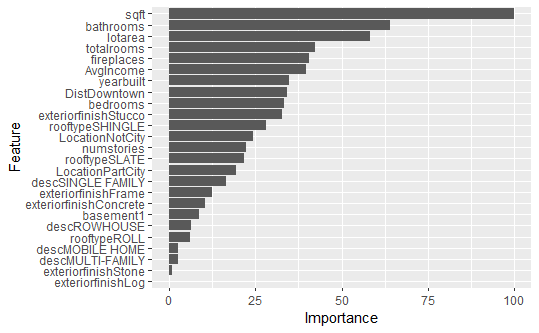 sqft
bathrooms
lotarea
totalrooms
fireplaces
AvgIncome
yearbuilt
DistDowntown
bedrooms
exteriorfinishStucco
rooftypeSHINGLE
LocationNotCity
numstories
rooftypeSLATE
LocationPartCity
descSINGLE FAMILY
exteriorfinishFrame
exteriorfinishConcrete
basement1
descROWHOUSE
rooftypeROLL
descMOBILE HOME
descMULTI-FAMILY
exteriorfinishStone
exteriorfinishLog
Feature
0 25 50 75 100
Importance